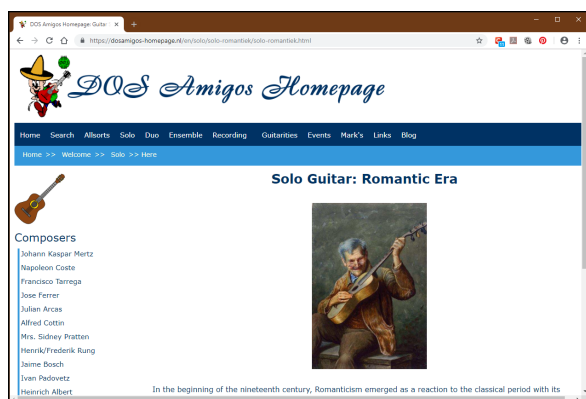 DOS Amigos Homepage: Guita
https://dosamigos-homepage.nl/en/solo/solo-romantiek/solo-romantiek.html
DOS Amigos Homepage
Home Search Allsorts Solo Duo Ensemble Recording Guitarities Events Mark's Links Blog
Home >> Welcome >> Solo >> Here
Solo Guitar: Romantic Era
Composers
Johann Kaspar Mertz
Napoleon Coste
Francisco Tarrega
Jose Ferrer
Julian Arcas
Alfred Cottin
Mrs. Sidney Pratten
Henrik/Frederik Rung
Jaime Bosch
Ivan Padovetz
Heinrich Albert
In the beginning of the nineteenth century, Romanticism emerged as a reaction to the classical period with its